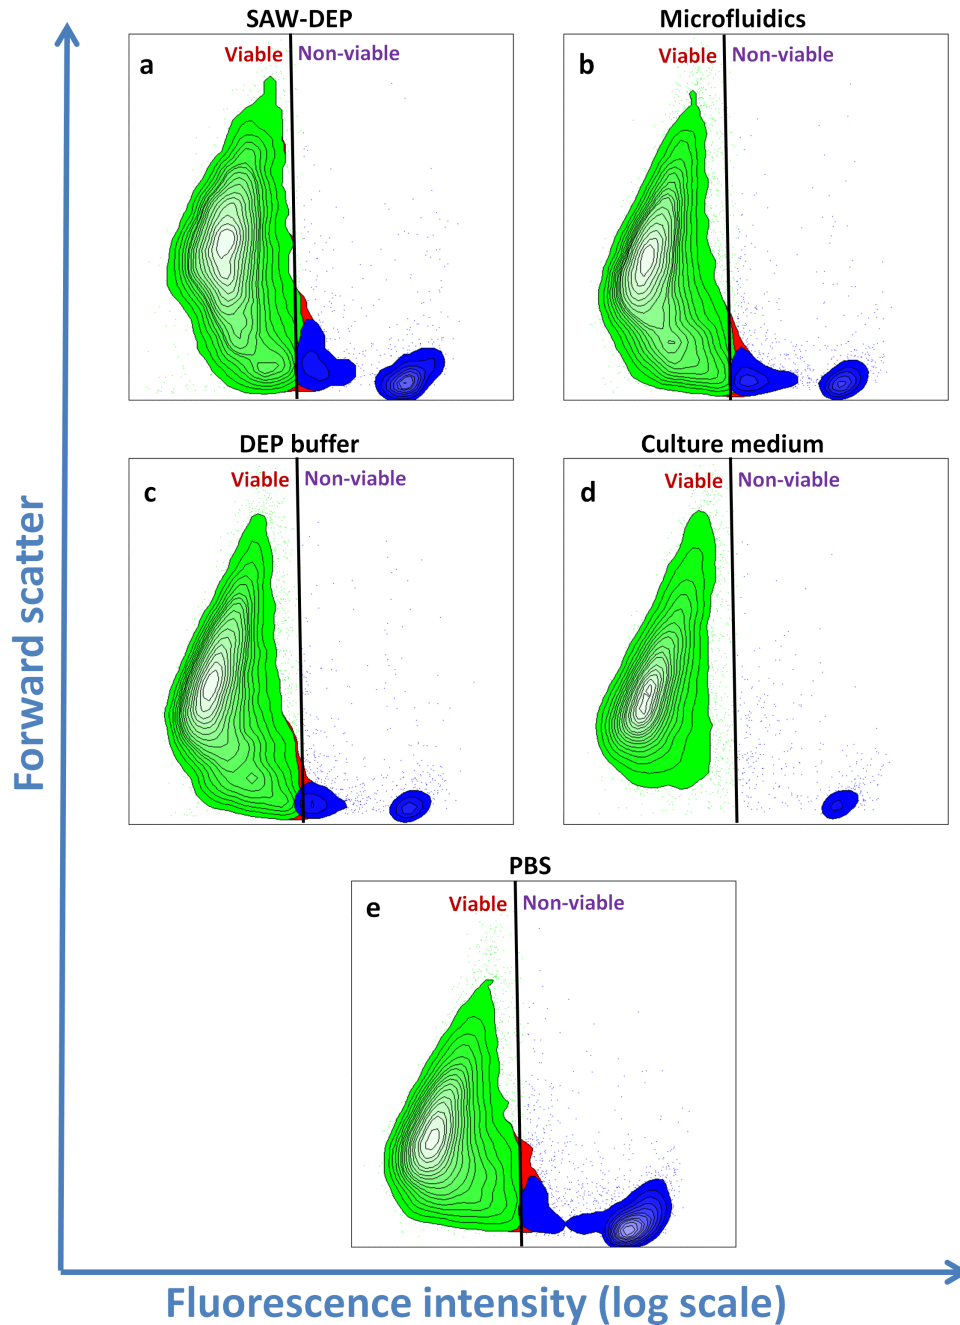 SAW-DEP
Microfluidics
a
Viable
Non-viable
b
Viable
Non-viable
DEP buffer
Culture medium
c
Viable
Non-viable
d
Viable
Non-viable
PBS
e
Viable
Non-viable
Forward scatter
Fluorescence intensity (log scale)